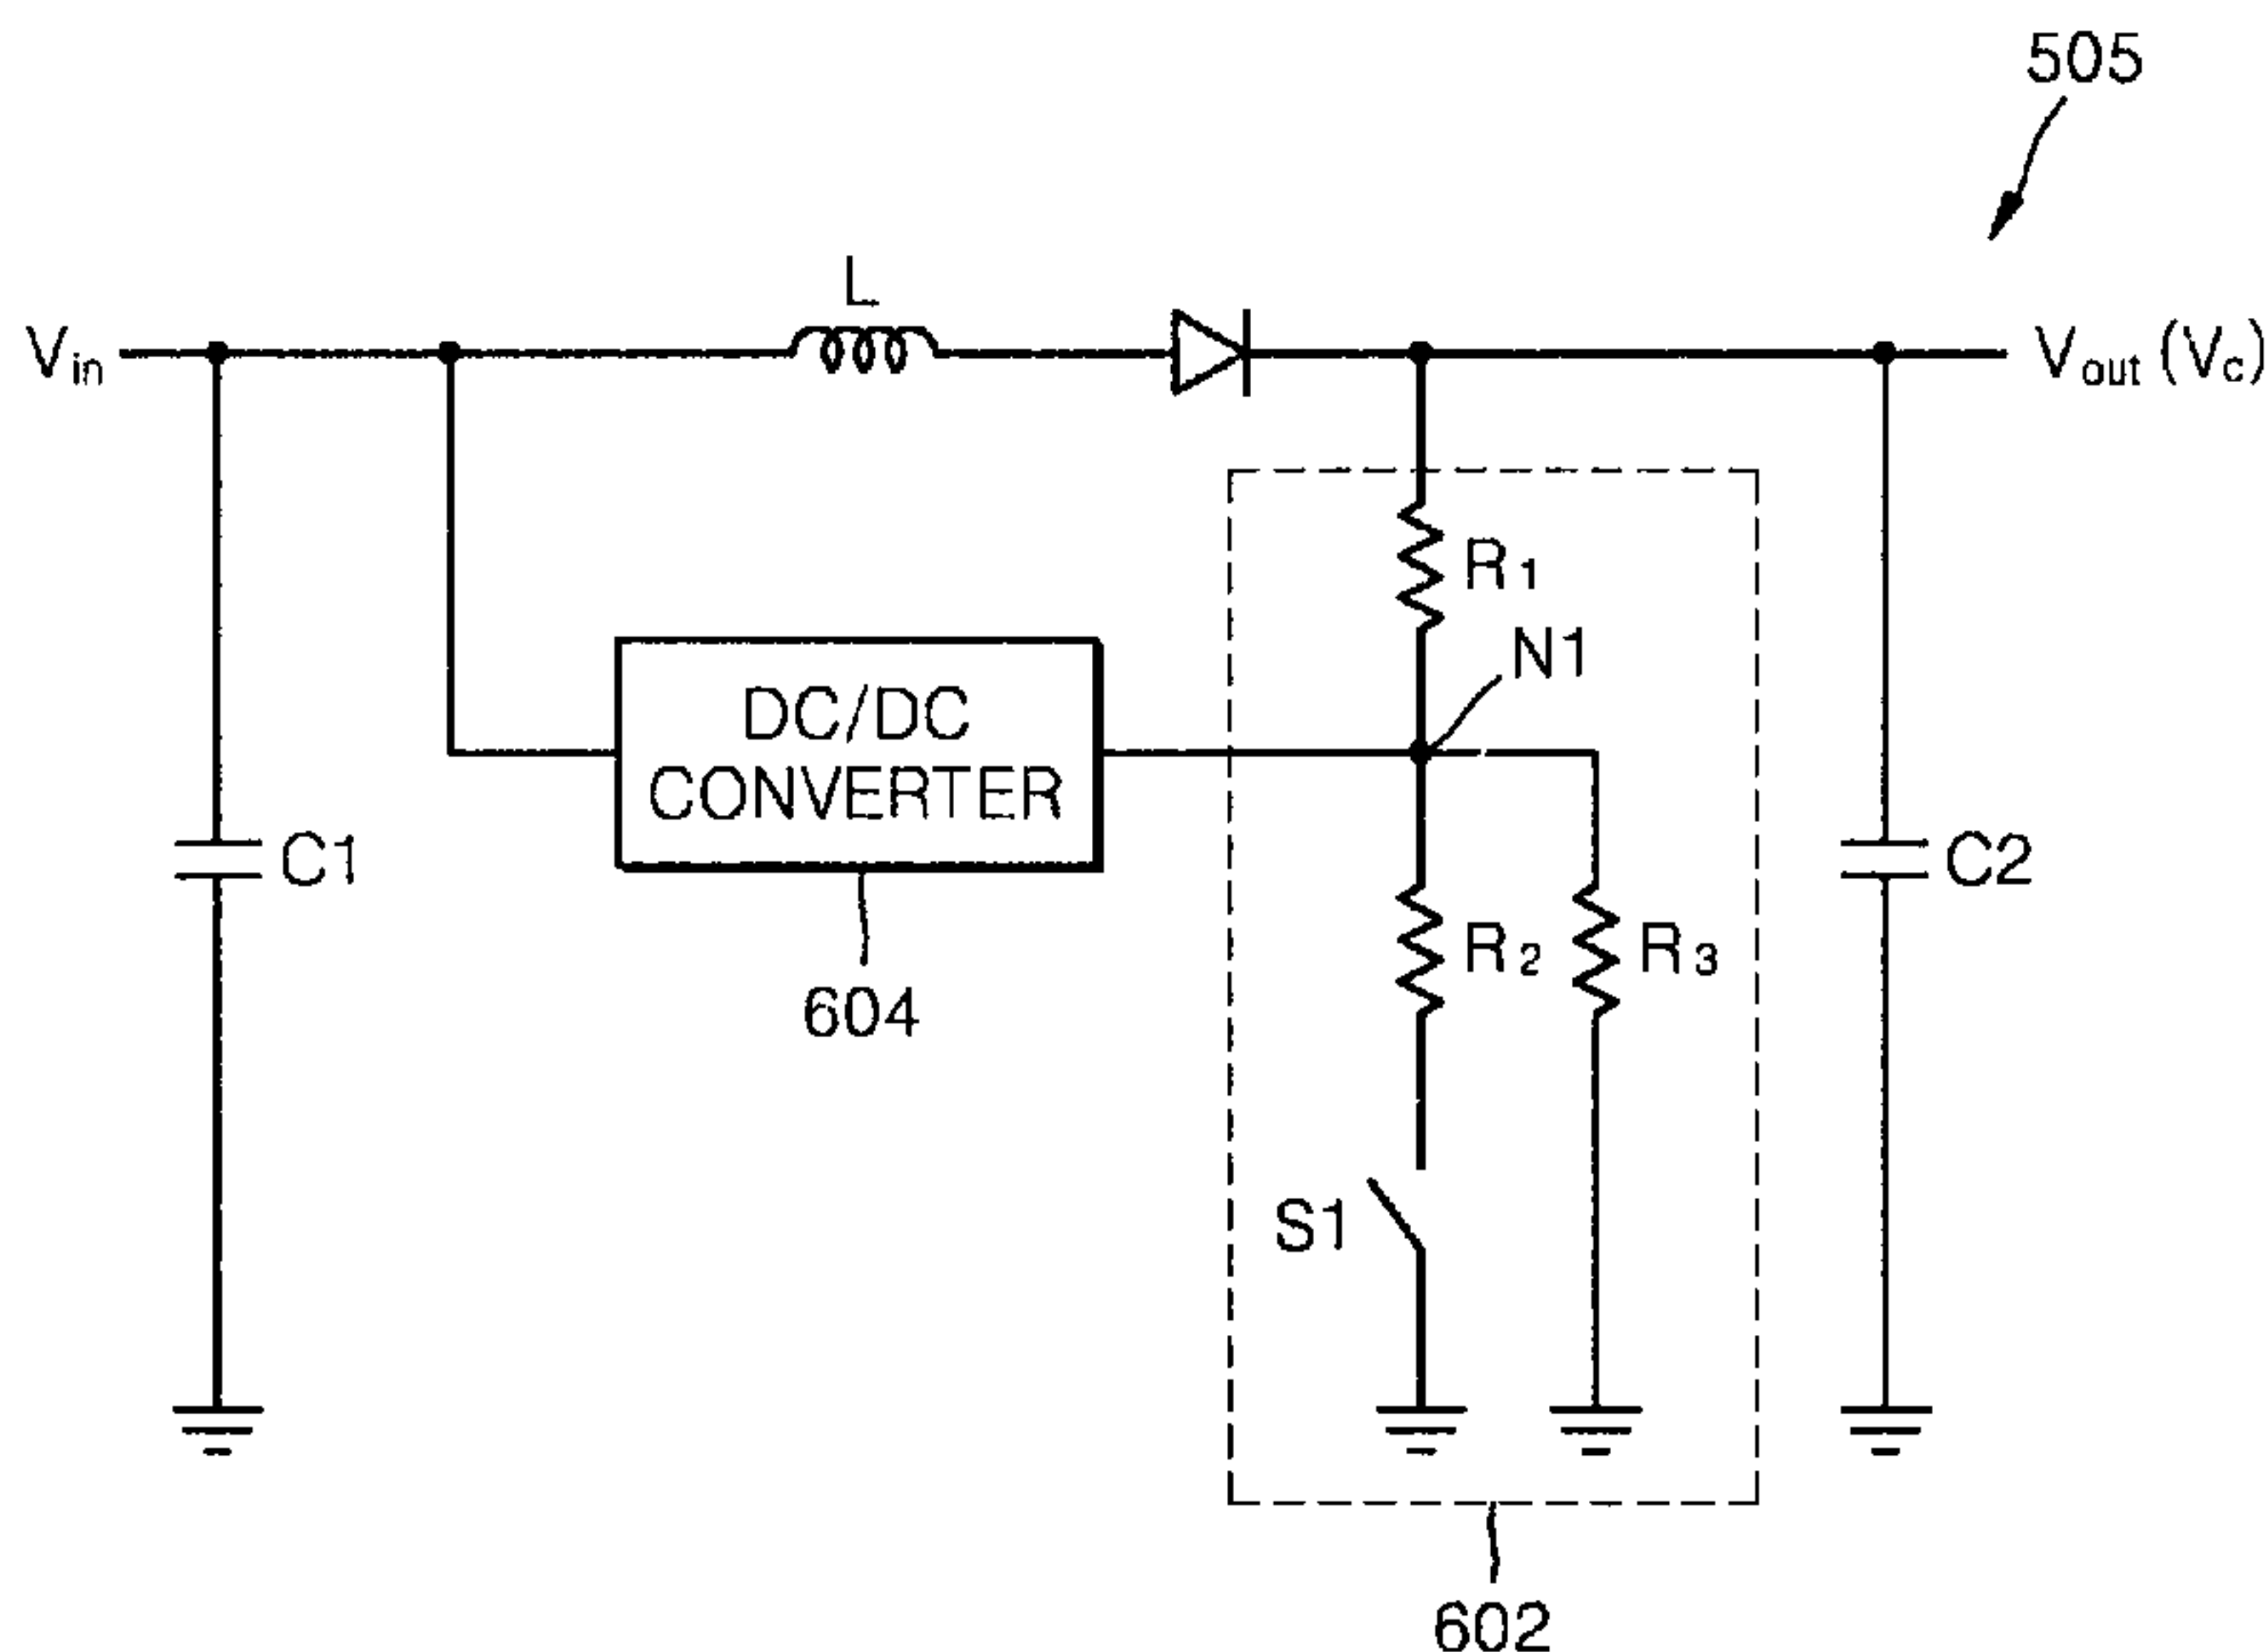 505
L
Vin
Vout (Vc)
R1
N1
DC/DC
CONVERTER
C1
C2
R2
R3
604
S1
602